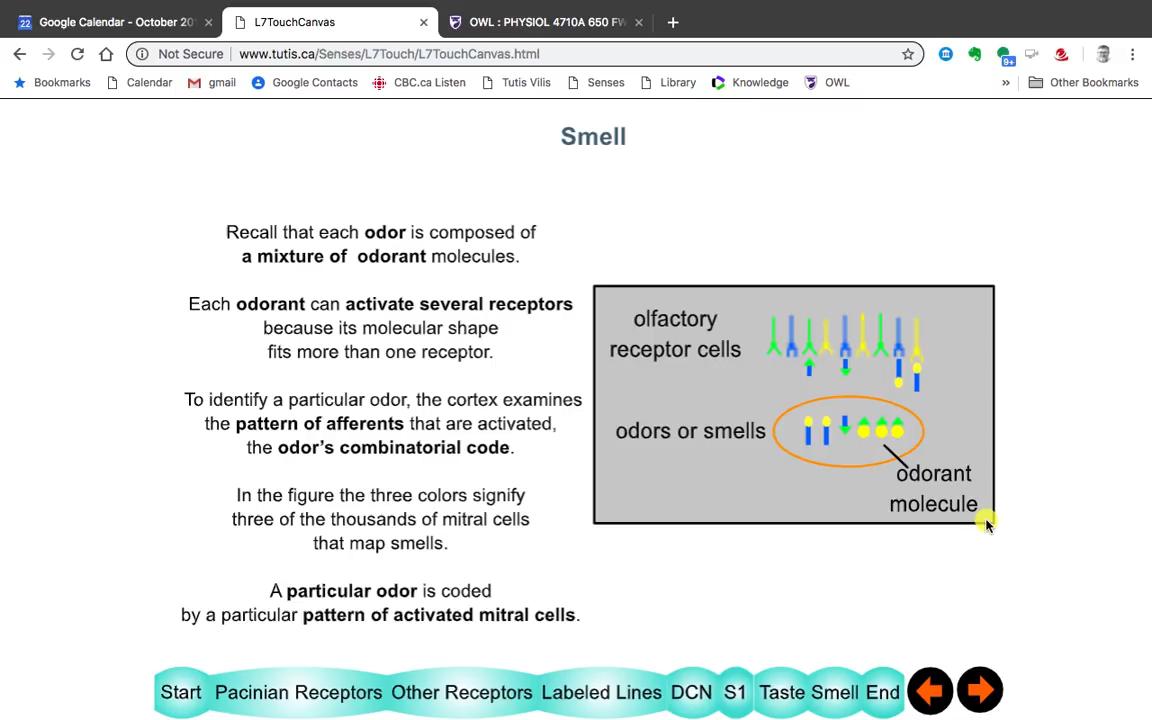 Google Calendar - October 20
L7TouchCanvas
OWL : PHYSIOL 4710A 650 FW
22
Not Secure
www.tutis.ca/Senses/L7Touch/L7TouchCanvas.html
9+
Bookmarks
Calendar
gmail
Google Contacts
CBC.ca Listen
Tutis Vilis
Senses
Library
Knowledge
OWL
»
Other Bookmarks
Smell
Recall that each odor is composed of
a mixture of odorant molecules.
Each odorant can activate several receptors
because its molecular shape
fits more than one receptor.
To identify a particular odor, the cortex examines
the pattern of afferents that are activated,
the odor's combinatorial code.
In the figure the three colors signify
three of the thousands of mitral cells
that map smells.
A particular odor is coded
by a particular pattern of activated mitral cells.
olfactory
receptor cells
odors or smells
odorant
molecule
Start
Pacinian Receptors
Other Receptors
Labeled Lines
DCN
S1
Taste
Smell
End